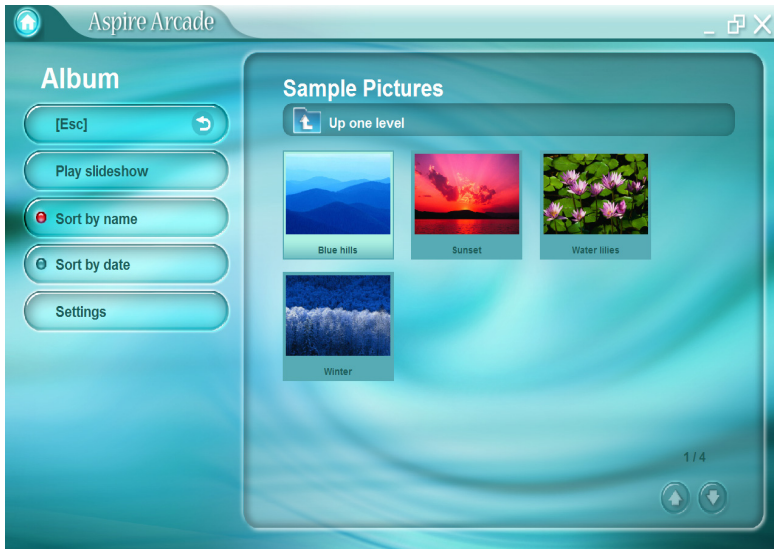 Aspire Arcade
Album
[Esc]
Play slideshow
Sort by name
Sort by date
Settings
Sample Pictures
Up one level
Blue hills
Sunset
Water lilies
Winter
1 / 4